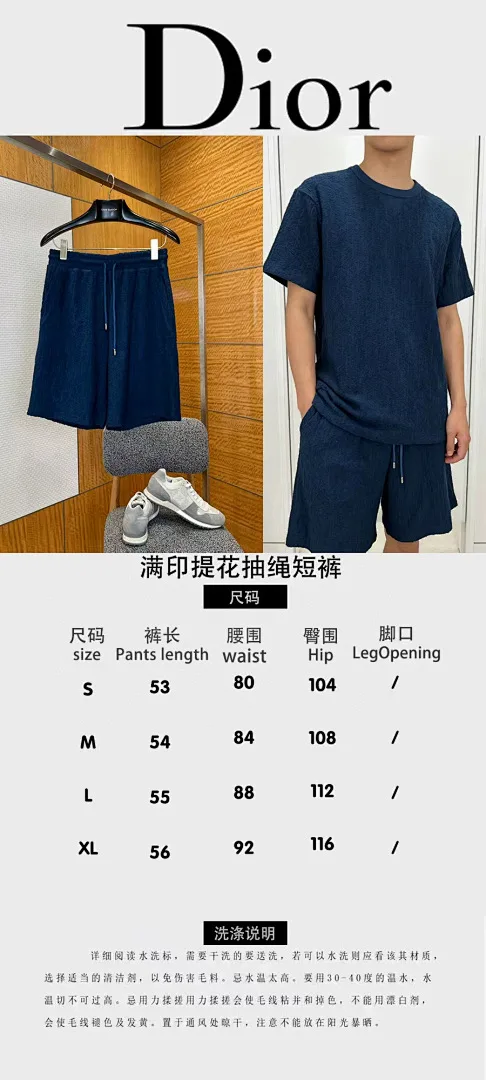 Dior
满印提花抽绳短裤
尺码
尺码 裤长 腰围 臀围 脚口
size Pants length waist Hip LegOpening
S 53 80 104 /
M 54 84 108 /
L 55 88 112 /
XL 56 92 116 /
洗涤说明
详细阅读水洗标，需要干洗的要送洗，若可以水洗则应看该其材质，
选择适当的清洁剂，以免伤害毛料。忌水温太高。要用30-40度的温水，水
温切不可过高。忌用力揉搓用力揉搓会使毛线粘并和掉色，不能用漂白剂，
会使毛线褪色及发黄。置于通风处晾干，注意不能放在阳光暴晒。